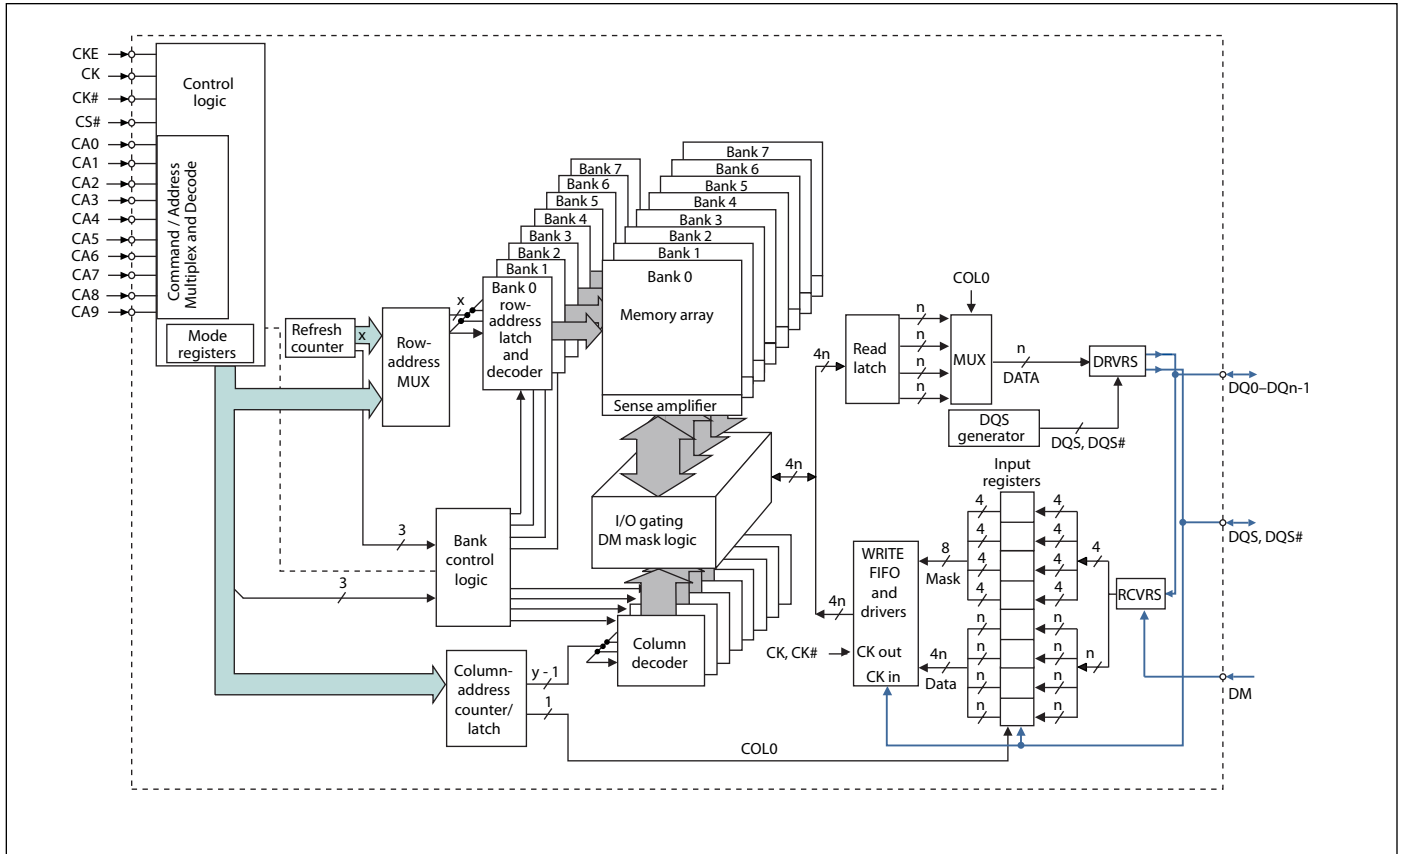 CKE
CK
CK#
CS#
CA0
CA1
CA2
CA3
CA4
CA5
CA6
CA7
CA8
CA9
Control
logic
Command / Address
Multiplex and Decode
Mode
registers
Refresh
counter
x
Row-
address
MUX
x
Bank 7
Bank 6
Bank 5
Bank 4
Bank 3
Bank 2
Bank 1
Bank 0
row-
address
latch
and
decoder
Bank 7
Bank 6
Bank 5
Bank 4
Bank 3
Bank 2
Bank 1
Bank 0
Memory array
Sense amplifier
3
3
Bank
control
logic
I/O gating
DM mask logic
Column
decoder
Column-
address
counter/
latch
y - 1
1
COL0
4n
4n
4n
Read
latch
n
n
n
n
COL0
MUX
n
DATA
DRVRS
DQS
generator
DQS, DQS#
DQ0–DQn-1
DQS, DQS#
DM
Input
registers
4
4
4
4
n
n
n
n
4
4
4
4
n
n
n
n
4
n
RCVRS
8
Mask
4n
Data
WRITE
FIFO
and
drivers
CK out
CK in
CK, CK#